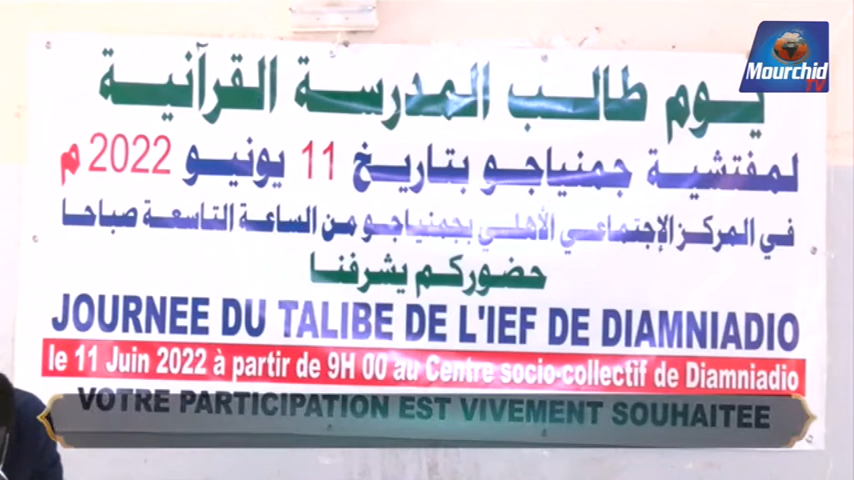 Mourchid
TV
يوم طالب المدرسة القرآنية
لمفتشية جمنياجو بتاريخ 11 يونيو 2022 م
في المركز الإجتماعي الأهلي بجمنياجو من الساعة التاسعة صباحا
حضوركم يشرفنا
JOURNEE DU TALIBE DE L'IEF DE DIAMNIADIO
le 11 Juin 2022 à partir de 9H 00 au Centre socio-collectif de Diamniadio
VOTRE PARTICIPATION EST VIVEMENT SOUHAITEE